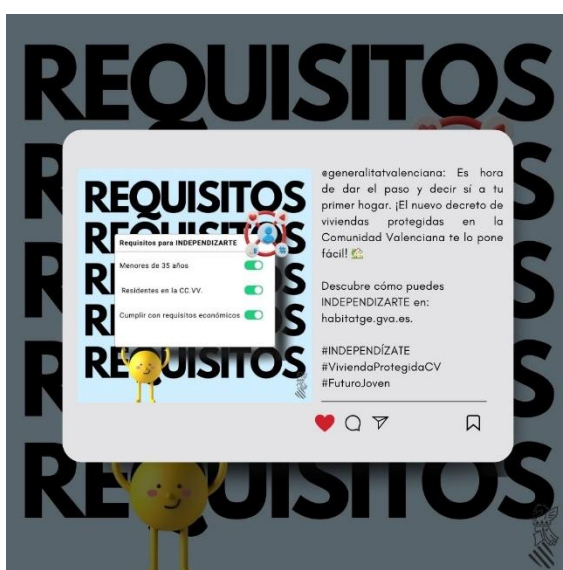 REQUISITOS
REQUISITOS
REQUISITOS
Requisitos para INDEPENDIZARTE
Menores de 35 años
Residentes en la CC.VV.
Cumplir con requisitos económicos
REQUISITOS
@generalitatvalenciana: Es hora
de dar el paso y decir sí a tu
primer hogar. ¡El nuevo decreto de
viviendas protegidas en la
Comunidad Valenciana te lo pone
fácil! 🏡
Descubre cómo puedes
INDEPENDIZARTE en:
habitatge.gva.es.
#INDEPENDÍZATE
#ViviendaProtegidaCV
#FuturoJoven
REQUISITOS